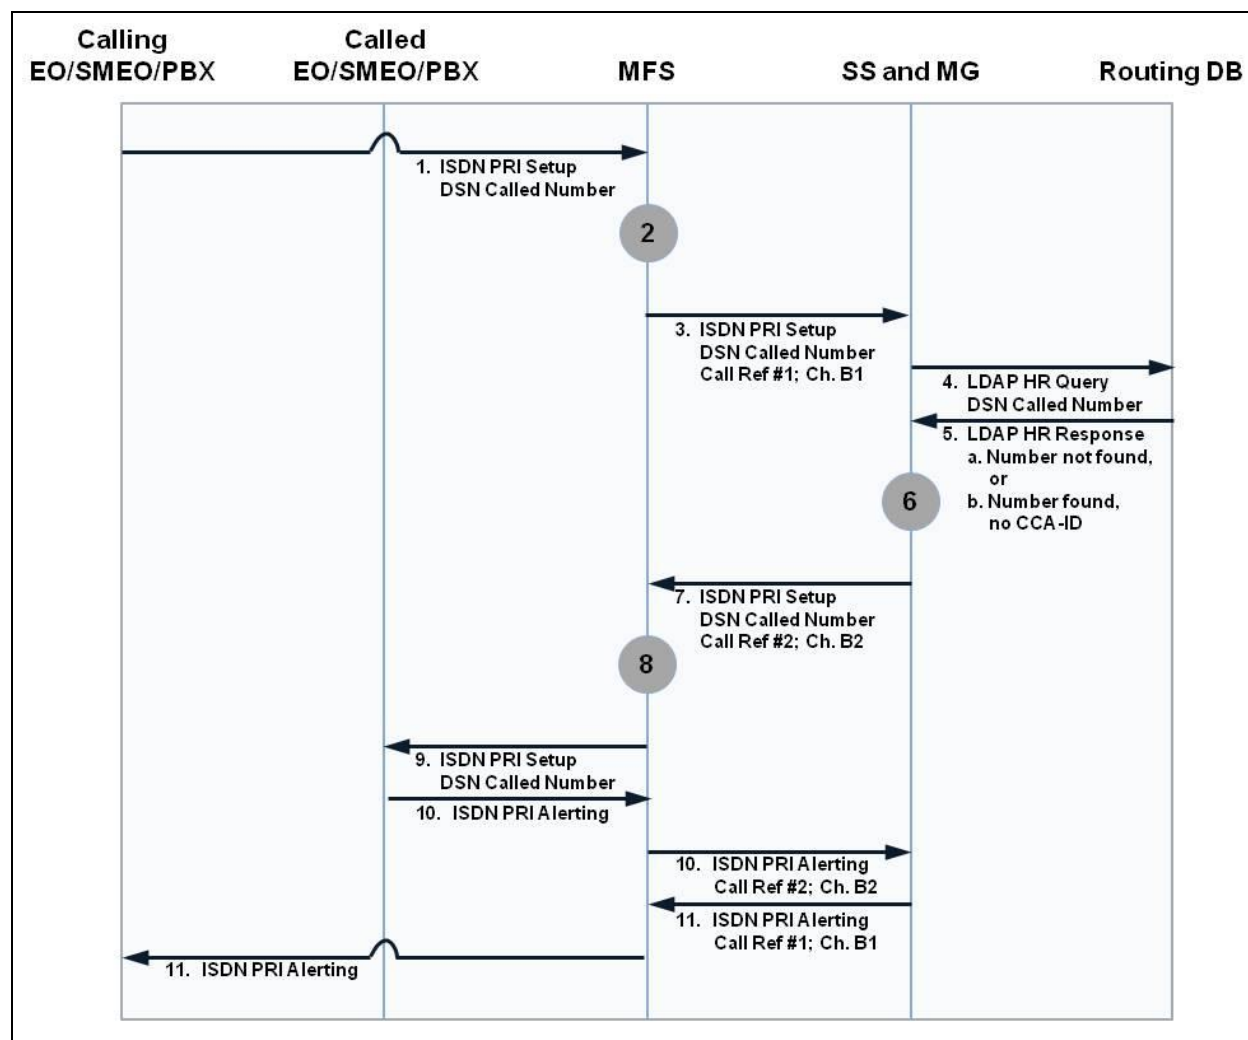 Calling
EO/SMEO/PBX
Called
EO/SMEO/PBX
MFS
SS and MG
Routing DB
1. ISDN PRI Setup
DSN Called Number
2
3. ISDN PRI Setup
DSN Called Number
Call Ref #1; Ch. B1
4. LDAP HR Query
DSN Called Number
5. LDAP HR Response
a. Number not found,
or
b. Number found,
no CCA-ID
6
7. ISDN PRI Setup
DSN Called Number
Call Ref #2; Ch. B2
8
9. ISDN PRI Setup
DSN Called Number
10. ISDN PRI Alerting
10. ISDN PRI Alerting
Call Ref #2; Ch. B2
11. ISDN PRI Alerting
Call Ref #1; Ch. B1
11. ISDN PRI Alerting